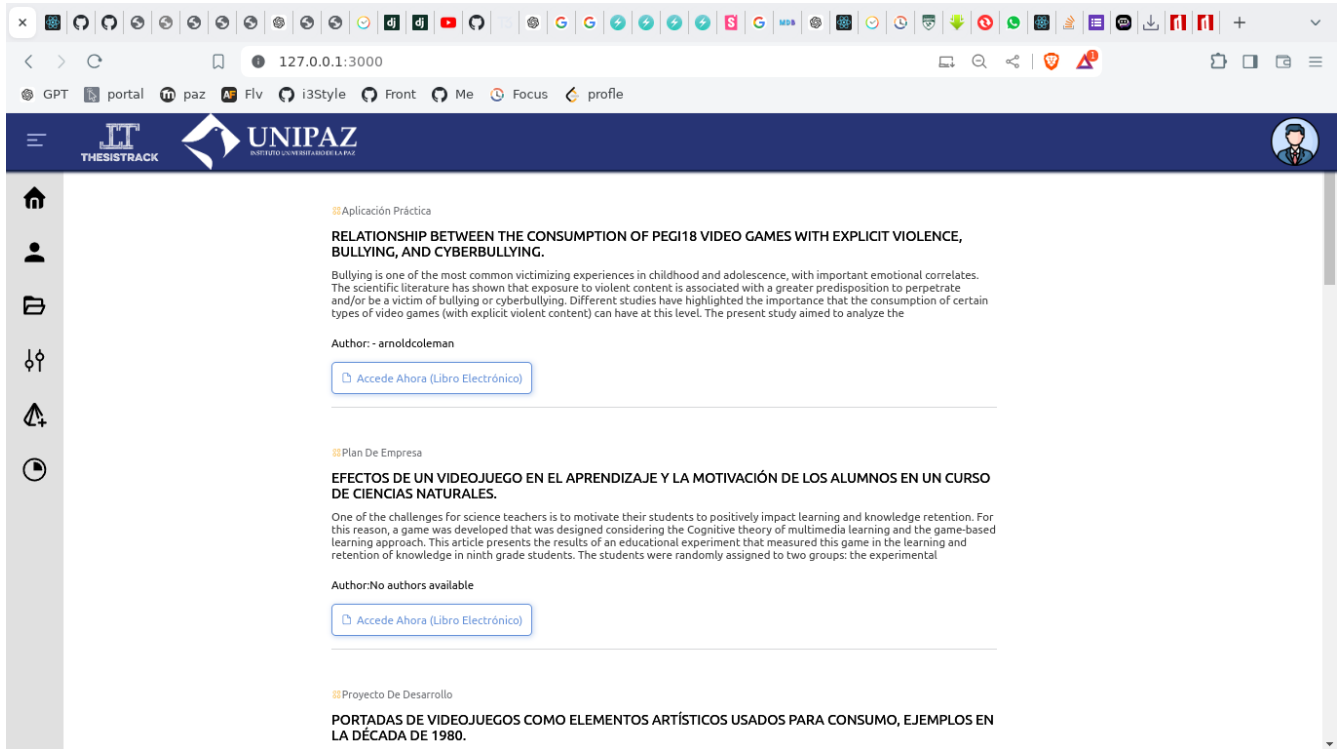 127.0.0.1:3000
GPT portal paz Flv i3Style Front Me Focus profle
THESISTRACK
UNIPAZ
INSTITUTO UNIVERSITARIO DE LA PAZ
Aplicación Práctica
RELATIONSHIP BETWEEN THE CONSUMPTION OF PEGI18 VIDEO GAMES WITH EXPLICIT VIOLENCE,
BULLYING, AND CYBERBULLYING.
Bullying is one of the most common victimizing experiences in childhood and adolescence, with important emotional correlates.
The scientific literature has shown that exposure to violent content is associated with a greater predisposition to perpetrate
and/or be a victim of bullying or cyberbullying. Different studies have highlighted the importance that the consumption of certain
types of video games (with explicit violent content) can have at this level. The present study aimed to analyze the
Author: - arnoldcoleman
Accede Ahora (Libro Electrónico)
Plan De Empresa
EFECTOS DE UN VIDEOJUEGO EN EL APRENDIZAJE Y LA MOTIVACIÓN DE LOS ALUMNOS EN UN CURSO
DE CIENCIAS NATURALES.
One of the challenges for science teachers is to motivate their students to positively impact learning and knowledge retention. For
this reason, a game was developed that was designed considering the Cognitive theory of multimedia learning and the game-based
learning approach. This article presents the results of an educational experiment that measured this game in the learning and
retention of knowledge in ninth grade students. The students were randomly assigned to two groups: the experimental
Author:No authors available
Accede Ahora (Libro Electrónico)
Proyecto De Desarrollo
PORTADAS DE VIDEOJUEGOS COMO ELEMENTOS ARTÍSTICOS USADOS PARA CONSUMO, EJEMPLOS EN
LA DÉCADA DE 1980.